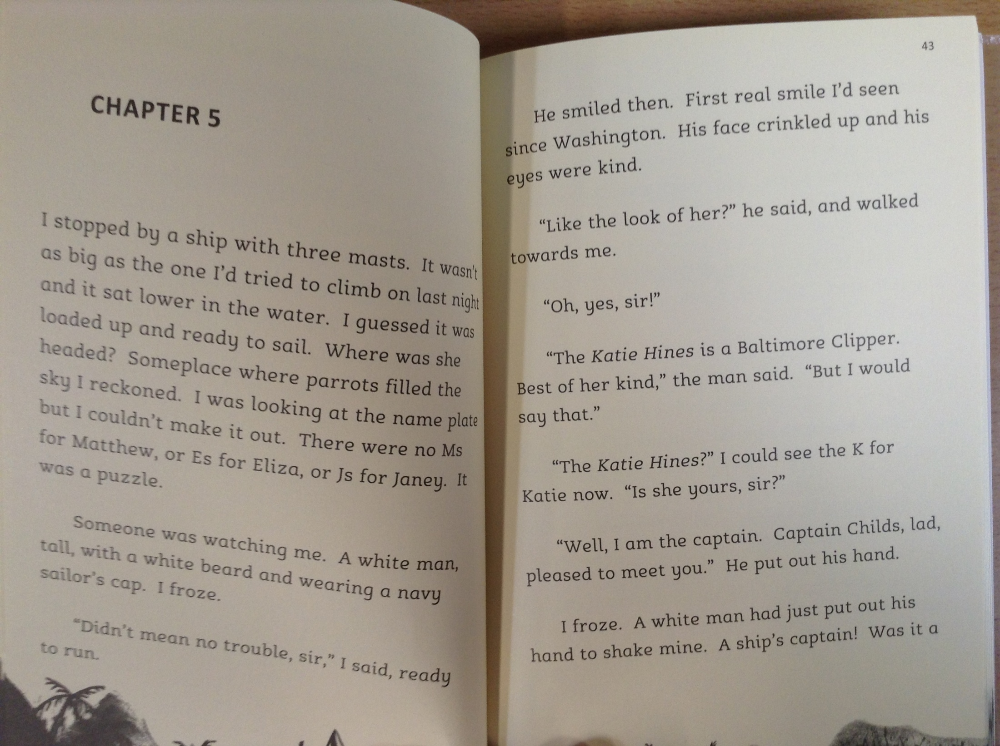 CHAPTER 5
I stopped by a ship with three masts. It wasn't
as big as the one I'd tried to climb on last night
and it sat lower in the water. I guessed it was
loaded up and ready to sail. Where was she
headed? Someplace where parrots filled the
sky I reckoned. I was looking at the name plate
but I couldn't make it out. There were no Ms
for Matthew, or Es for Eliza, or Js for Janey. It
was a puzzle.
Someone was watching me. A white man,
tall, with a white beard and wearing a navy
sailor's cap. I froze.
“Didn't mean no trouble, sir,” I said, ready
to run.
43
He smiled then. First real smile I'd seen
since Washington. His face crinkled up and his
eyes were kind.
“Like the look of her?” he said, and walked
towards me.
“Oh, yes, sir!”
“The Katie Hines is a Baltimore Clipper.
Best of her kind,” the man said. “But I would
say that.”
“The Katie Hines?” I could see the K for
Katie now. “Is she yours, sir?”
“Well, I am the captain. Captain Childs, lad,
pleased to meet you.” He put out his hand.
I froze. A white man had just put out his
hand to shake mine. A ship's captain! Was it a